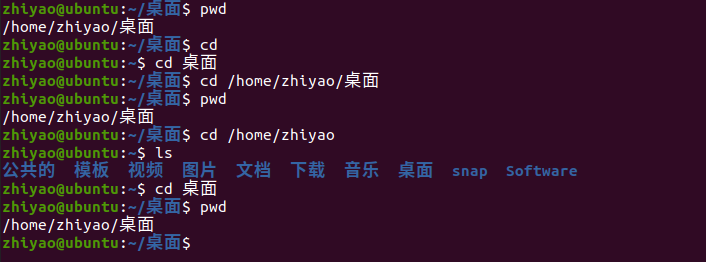 zhiyao@ubuntu:~/桌面$ pwd
/home/zhiyao/桌面
zhiyao@ubuntu:~/桌面$ cd
zhiyao@ubuntu:~$ cd 桌面
zhiyao@ubuntu:~/桌面$ cd /home/zhiyao/桌面
zhiyao@ubuntu:~/桌面$ pwd
/home/zhiyao/桌面
zhiyao@ubuntu:~/桌面$ cd /home/zhiyao
zhiyao@ubuntu:~$ ls
公共的 模板 视频 图片 文档 下载 音乐 桌面 snap Software
zhiyao@ubuntu:~$ cd 桌面
zhiyao@ubuntu:~/桌面$ pwd
/home/zhiyao/桌面
zhiyao@ubuntu:~/桌面$